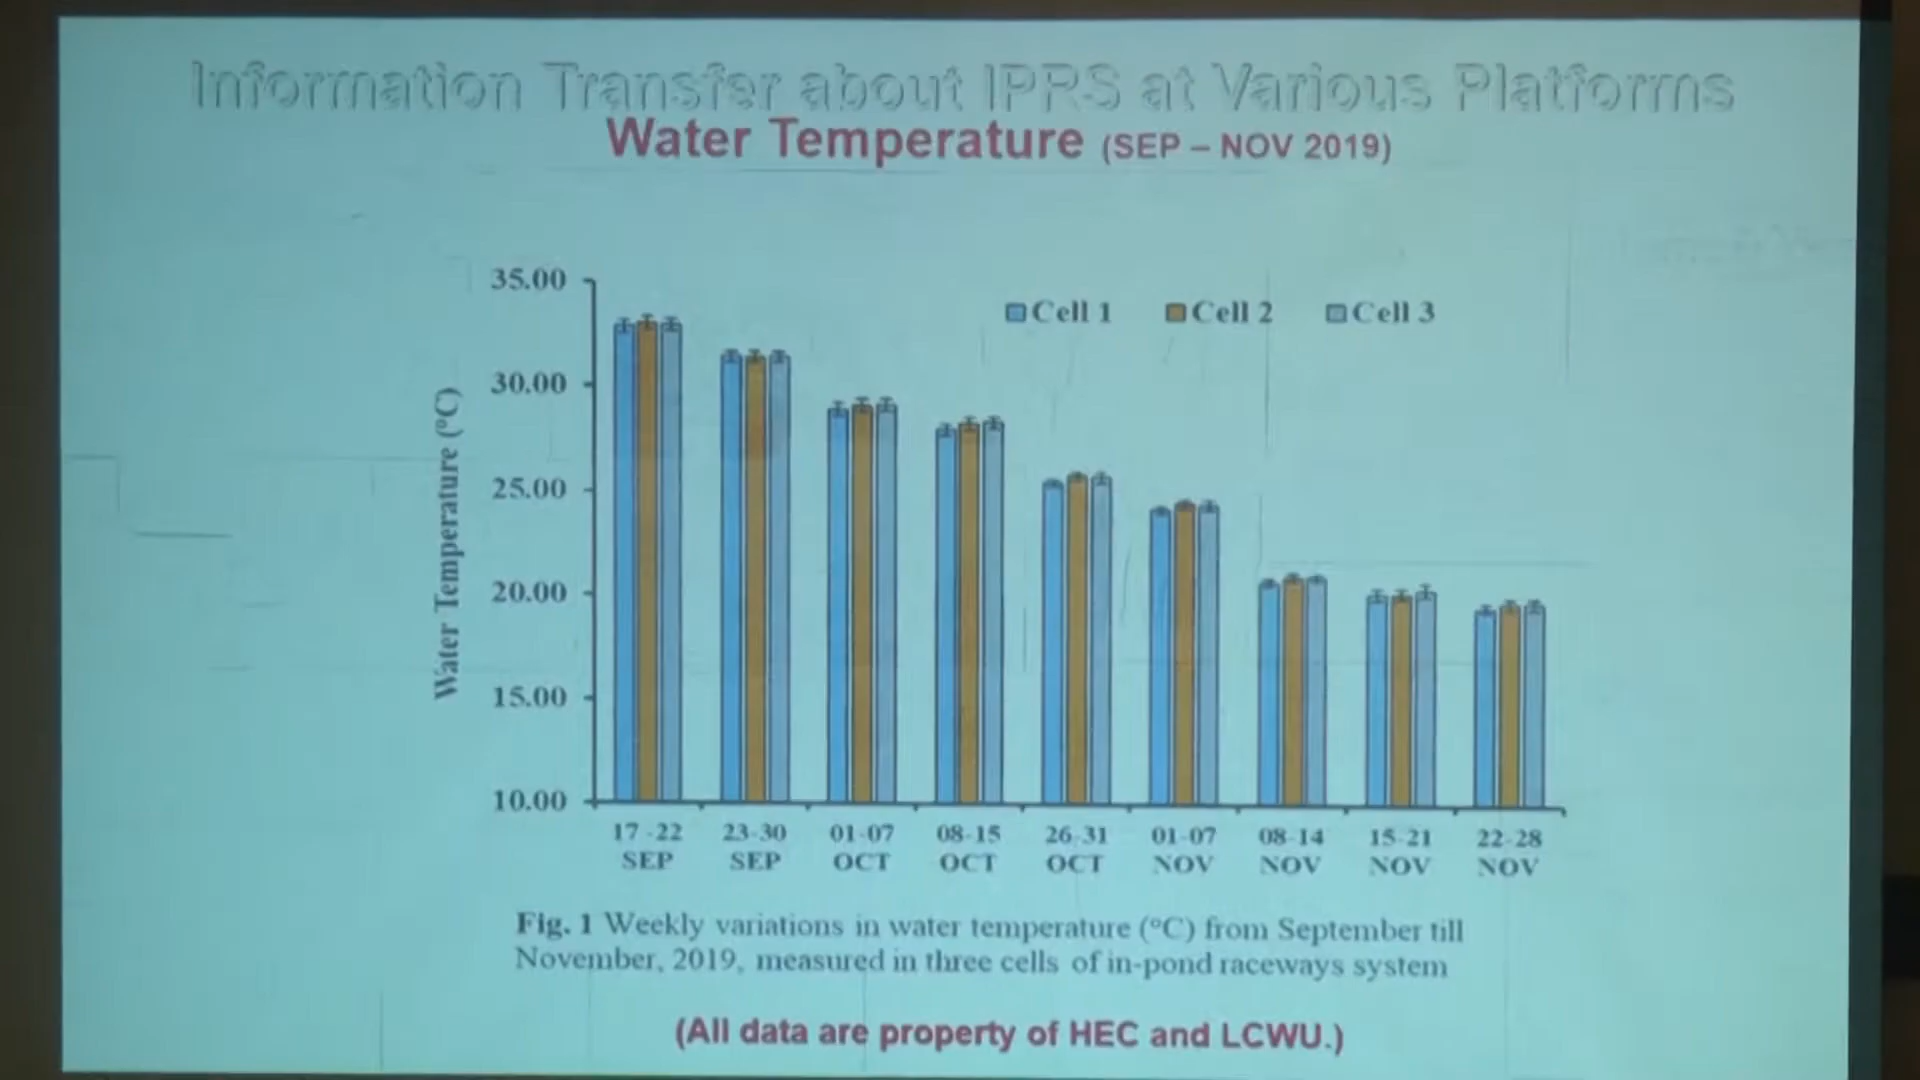 Information Transfer about IPRS at Various Platforms
Water Temperature (SEP – NOV 2019)
35.00
30.00
25.00
20.00
15.00
10.00
Water Temperature (°C)
Cell 1 Cell 2 Cell 3
17 -22 23-30 01-07 08-15 26-31 01-07 08-14 15-21 22-28
SEP SEP OCT OCT OCT NOV NOV NOV NOV
Fig. 1 Weekly variations in water temperature (°C) from September till
November, 2019, measured in three cells of in-pond raceways system
(All data are property of HEC and LCWU.)